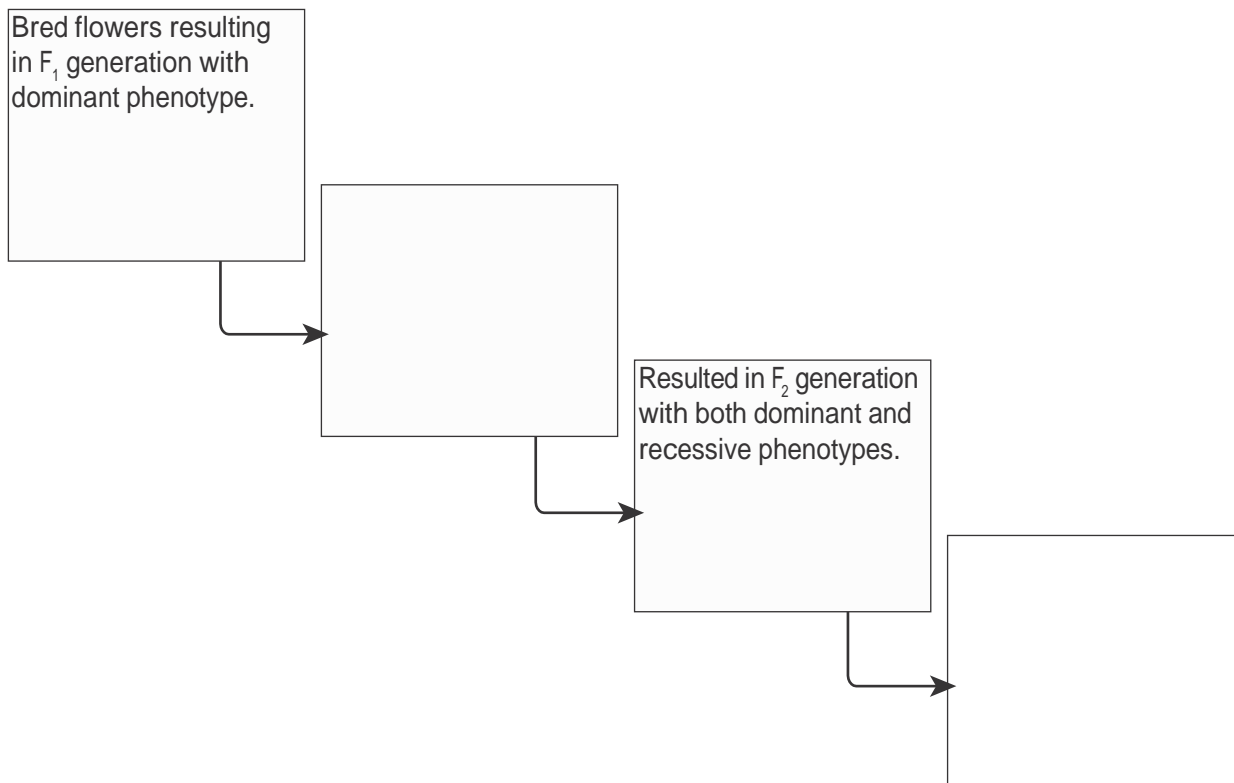 Bred flowers resulting
in F₁ generation with
dominant phenotype.
Resulted in F₂ generation
with both dominant and
recessive phenotypes.